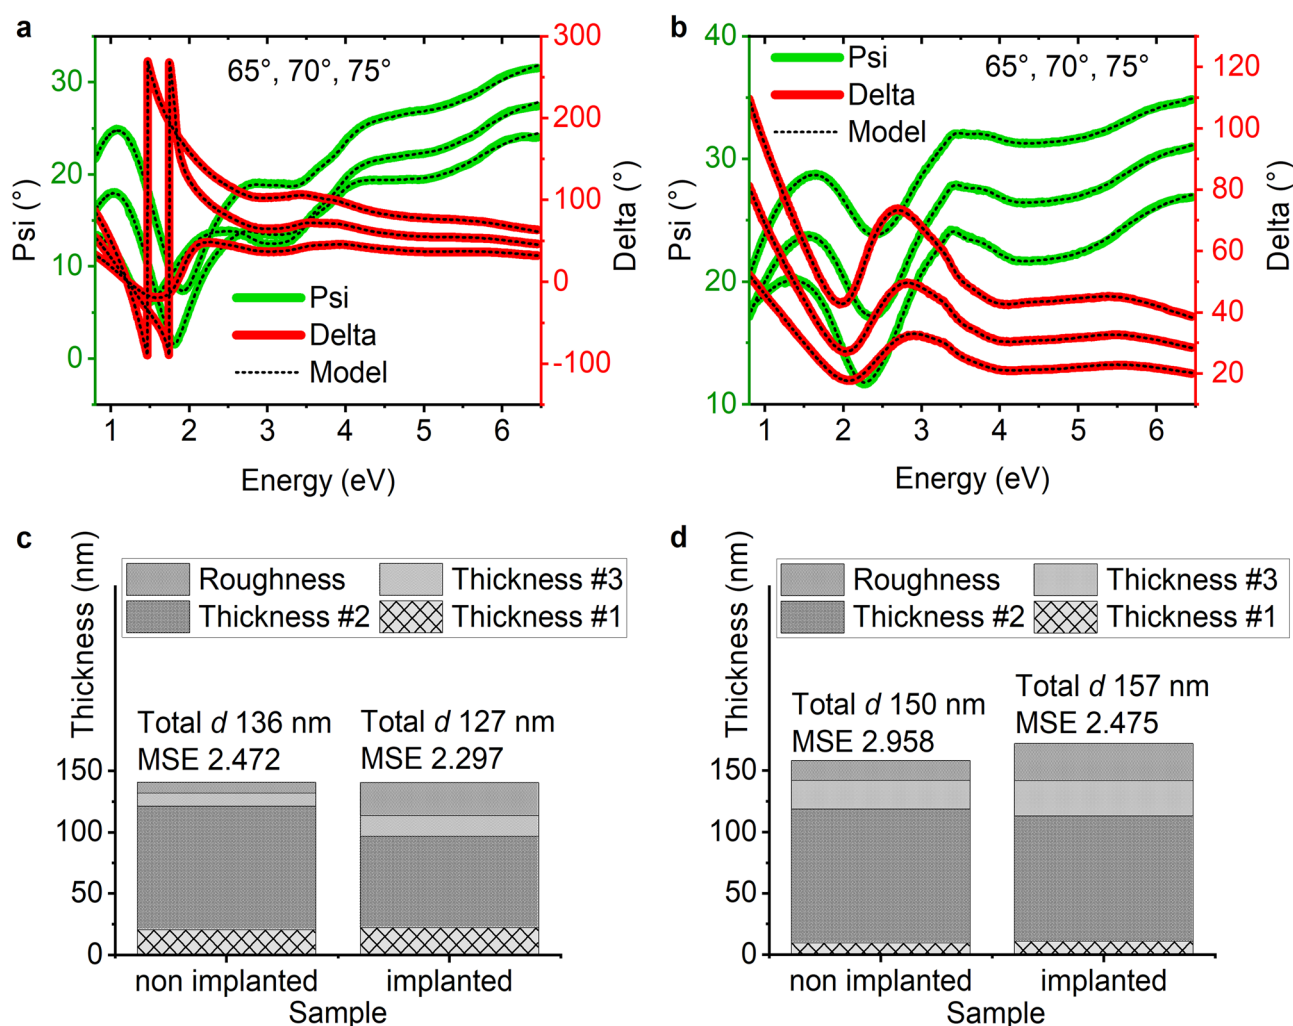 a
65°, 70°, 75°
Psi (°)
0
10
20
30
Delta (°)
-100
0
100
200
300
Psi
Delta
Model
1 2 3 4 5 6
Energy (eV)
b
65°, 70°, 75°
Psi (°)
10
20
30
40
Delta (°)
20
40
60
80
100
120
Psi
Delta
Model
1 2 3 4 5 6
Energy (eV)
c
Thickness (nm)
Roughness Thickness #3
Thickness #2 Thickness #1
Total d 136 nm
MSE 2.472
Total d 127 nm
MSE 2.297
150
100
50
0
non implanted implanted
Sample
d
Thickness (nm)
Roughness Thickness #3
Thickness #2 Thickness #1
Total d 150 nm
MSE 2.958
Total d 157 nm
MSE 2.475
150
100
50
0
non implanted implanted
Sample